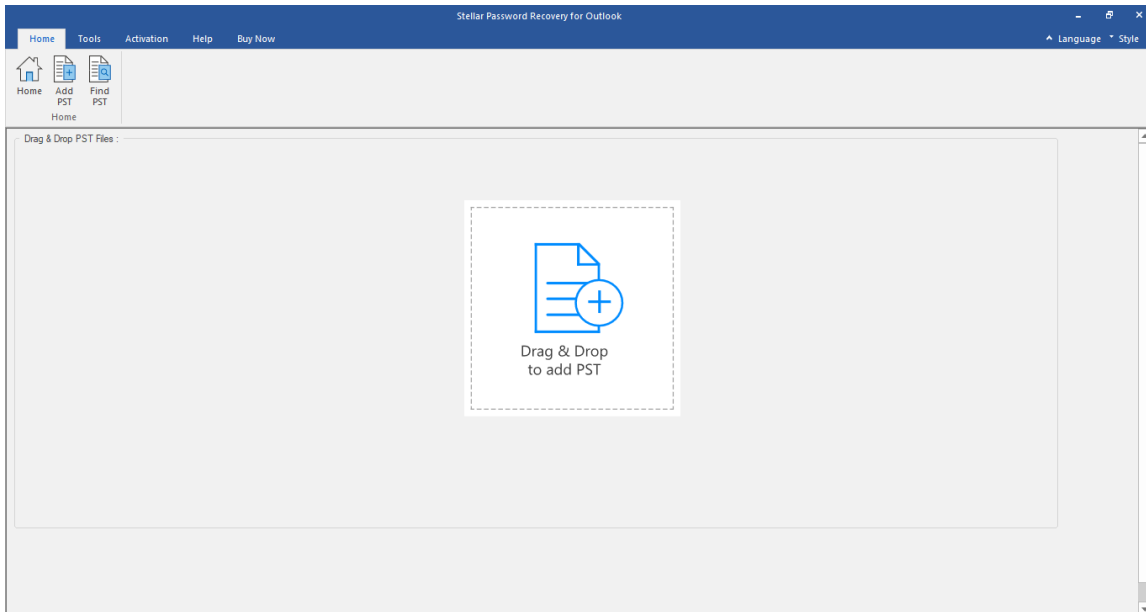 Stellar Password Recovery for Outlook
Home Tools Activation Help Buy Now Language Style
Home Add PST Find PST
Home
Drag & Drop PST Files :
Drag & Drop
to add PST